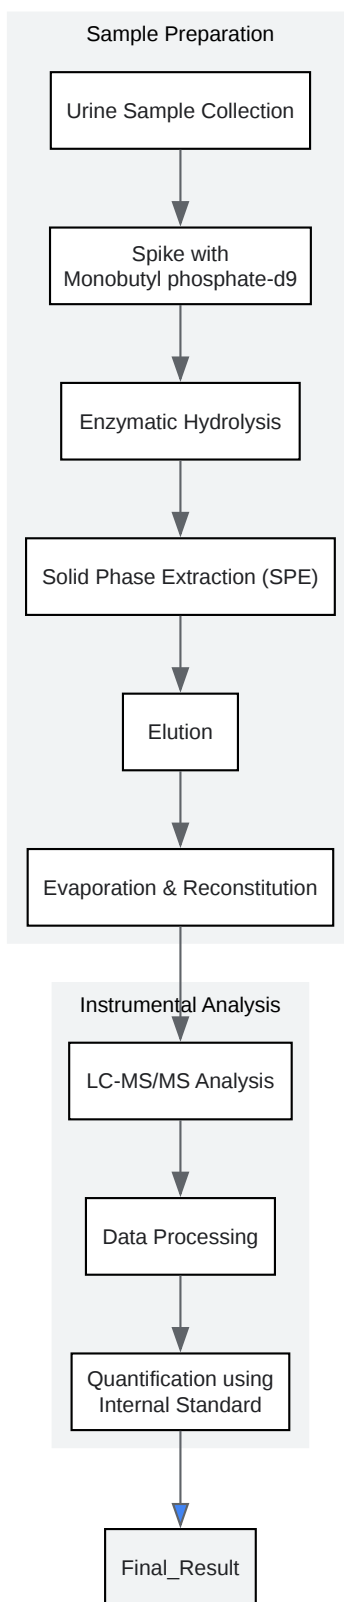 Sample Preparation
Urine Sample Collection
Spike with
Monobutyl phosphate-d9
Enzymatic Hydrolysis
Solid Phase Extraction (SPE)
Elution
Evaporation & Reconstitution
Instrumental Analysis
LC-MS/MS Analysis
Data Processing
Quantification using
Internal Standard
Final_Result